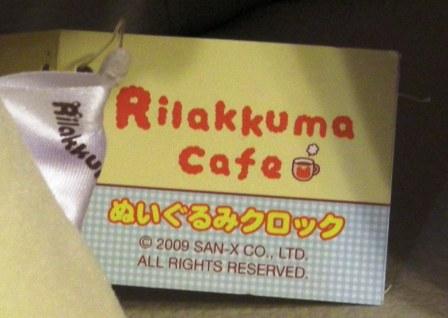 Rilakkuma
Cafe
ぬいぐるみクロック
© 2009 SAN-X CO., LTD.
ALL RIGHTS RESERVED.
Rilakku